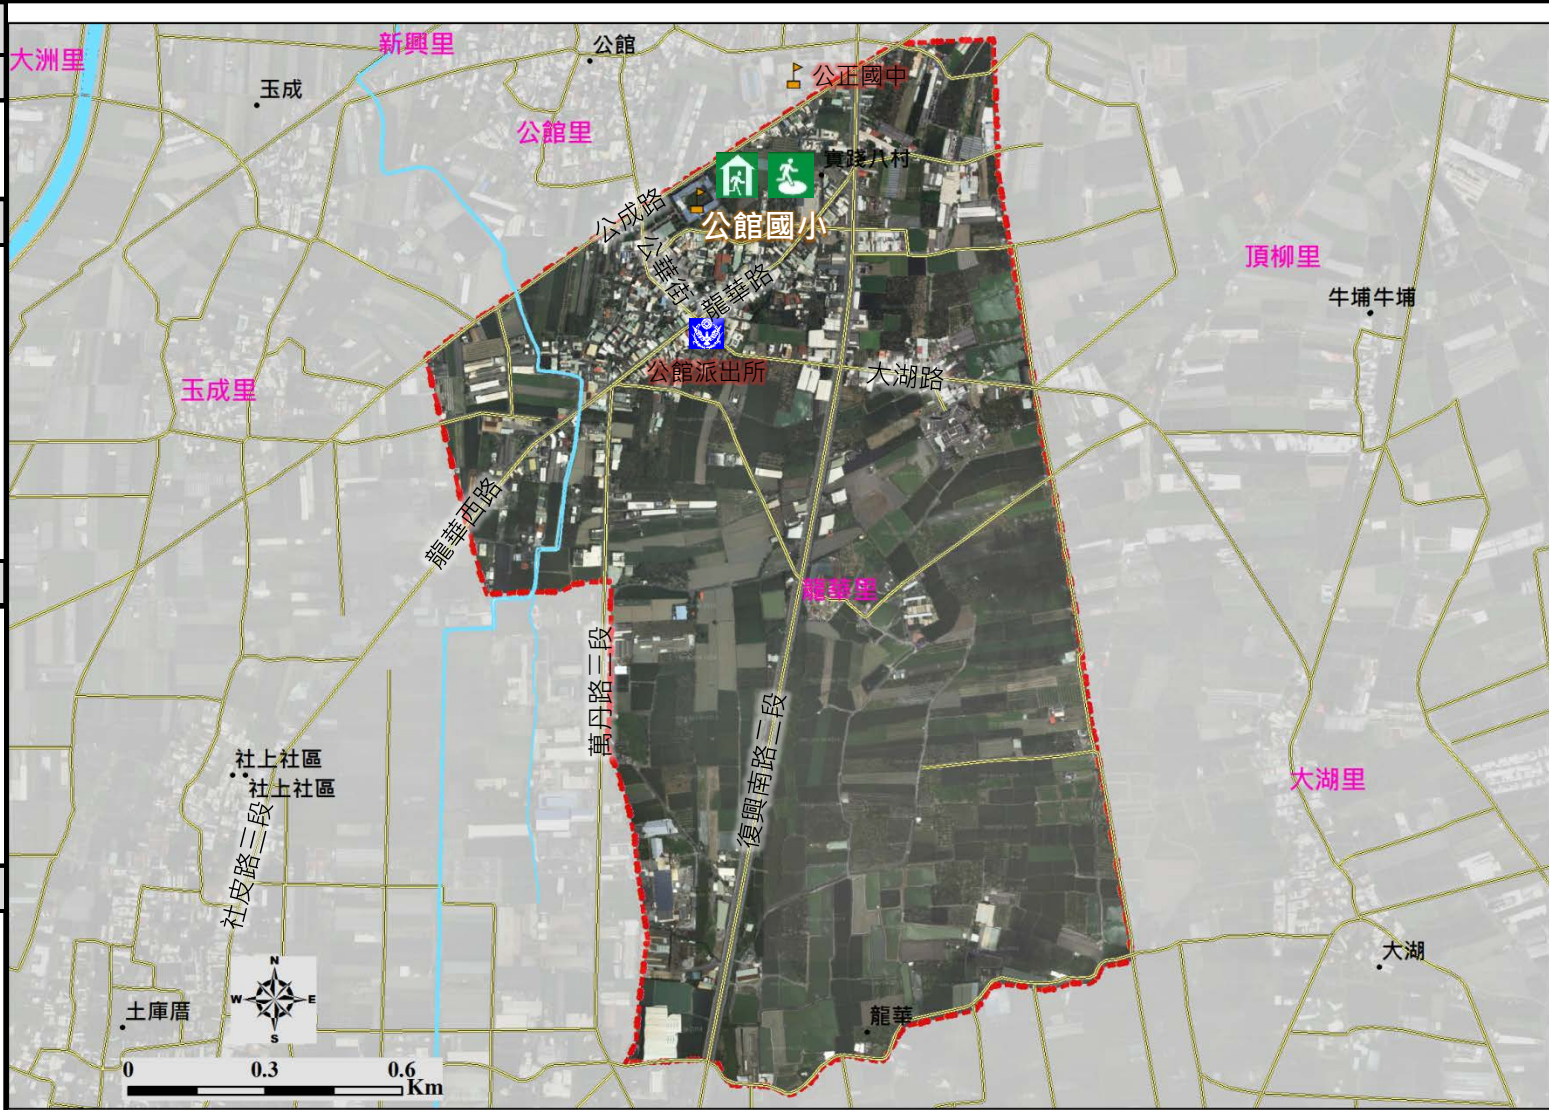 新興里
公館
大洲里
公正國中
玉成
公館里
實踐八村
公成路
公館國小
公華街
頂柳里
龍華路
牛埔牛埔
公館派出所
大湖路
玉成里
龍華西路
龍華里
萬丹路三段
復興南路二段
社上社區
社上社區
大湖里
社皮路三段
大湖
N
W
E
S
土庫厝
龍華
0
0.3
0.6
Km